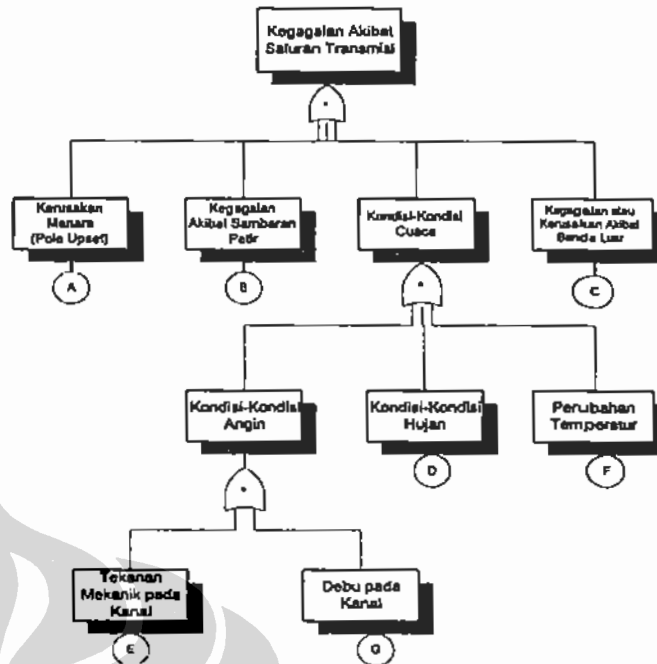 Kegagalan Akibat
Saluran Transmisi
Kerusakan
Menara
(Pole Upset)
Kegagalan
Akibat Sambaran
Petir
Kondisi-Kondisi
Cuaca
Kegagalan atau
Kerusakan Akibat
Benda Luar
A
B
C
Kondisi-Kondisi
Angin
Kondisi-Kondisi
Hujan
Perubahan
Temperatur
D
F
Tekanan
Mekanik pada
Kanal
Debu pada
Kanal
E
G